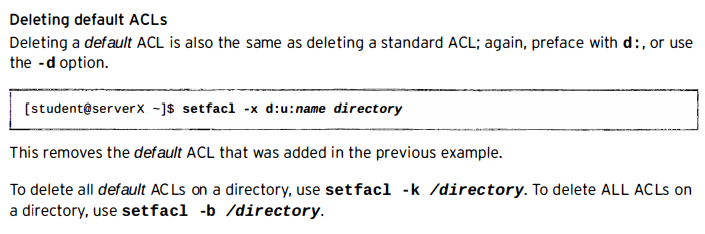 Deleting default ACLs
Deleting a default ACL is also the same as deleting a standard ACL; again, preface with d:, or use
the -d option.
[student@serverX ~]$ setfacl -x d:u:name directory
This removes the default ACL that was added in the previous example.
To delete all default ACLs on a directory, use setfacl -k /directory. To delete ALL ACLs on
a directory, use setfacl -b /directory.